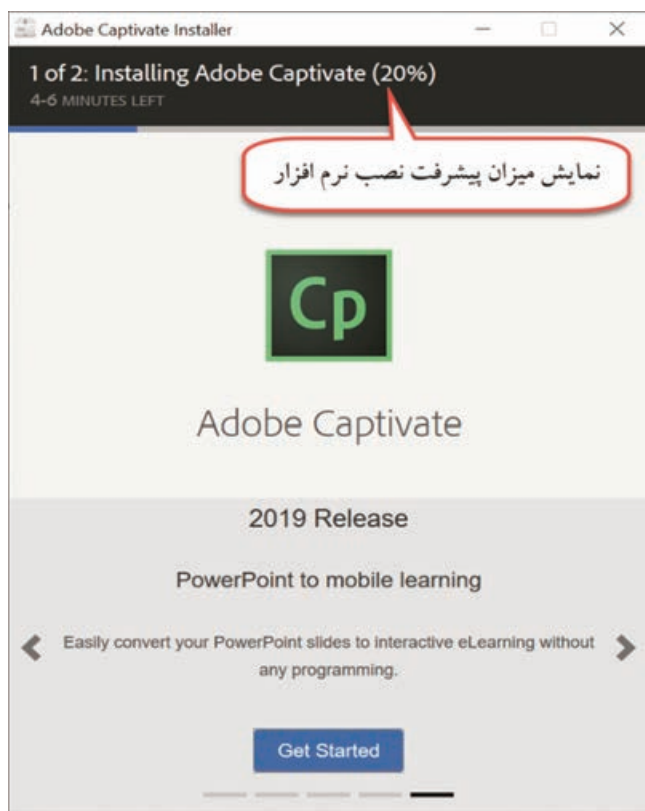 Adobe Captivate Installer
1 of 2: Installing Adobe Captivate (20%)
4-6 MINUTES LEFT
نمایش میزان پیشرفت نصب نرم افزار
Cp
Adobe Captivate
2019 Release
PowerPoint to mobile learning
Easily convert your PowerPoint slides to interactive eLearning without
any programming.
Get Started